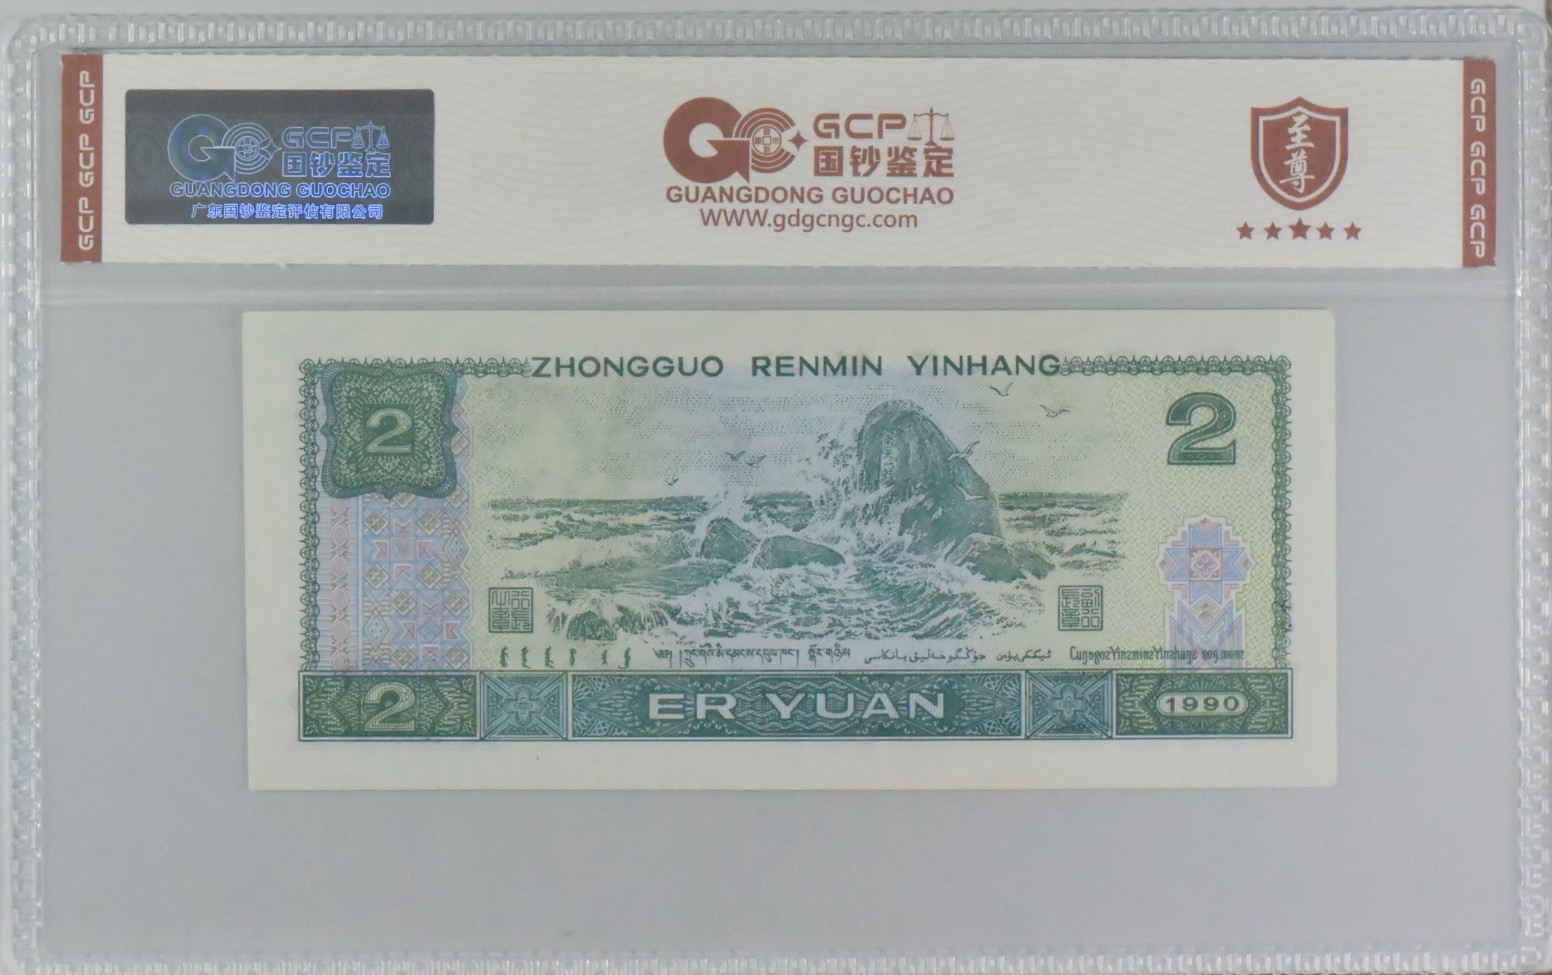 GCP GCP GCP
GCP
国钞鉴定
GUANGDONG GUOCHAO
广东国钞鉴定评估有限公司
GCP
国钞鉴定
GUANGDONG GUOCHAO
WWW.gdgcngc.com
至尊
GCP GCP GCP
ZHONGGUO RENMIN YINHANG
2
2
2
ER YUAN
1990